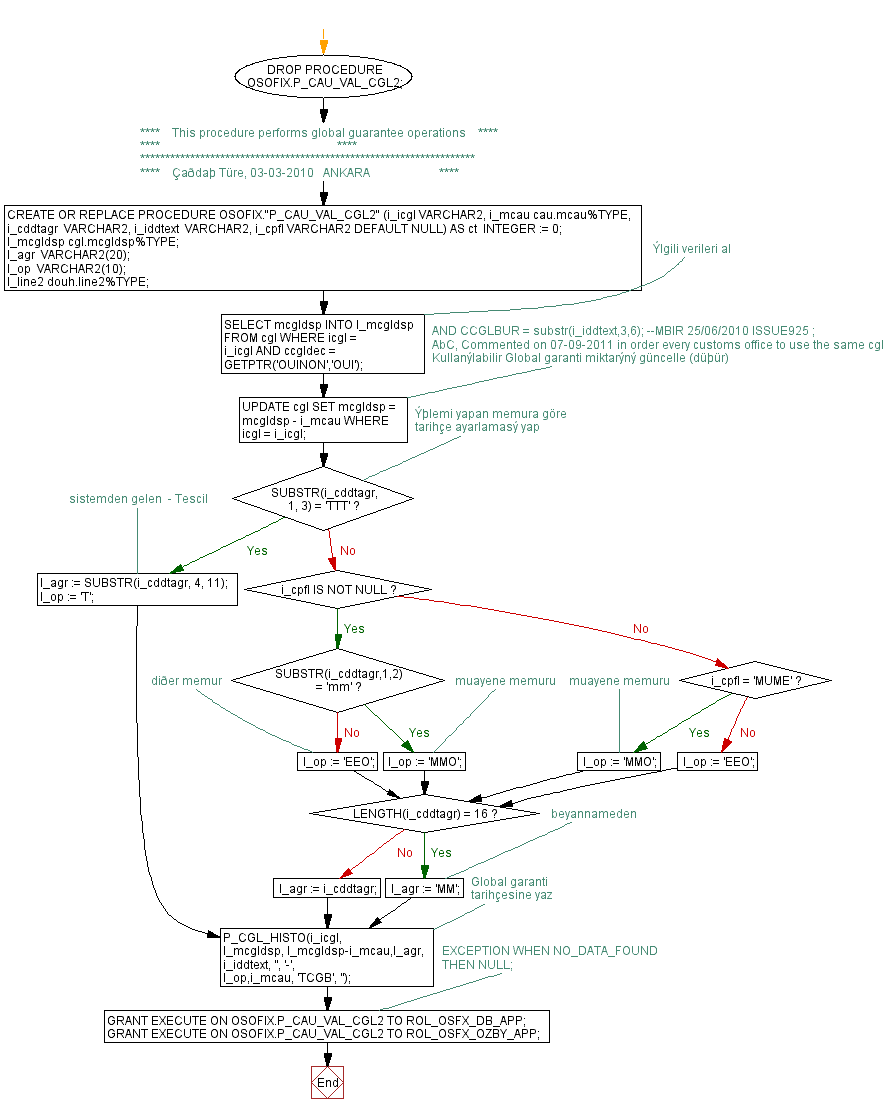 DROP PROCEDURE
OSOFIX.P_CAU_VAL_CGL2;
**** This procedure performs global guarantee operations ****
**** ****
*******************************************************************
**** Çaðdaþ Türe, 03-03-2010 ANKARA ****
CREATE OR REPLACE PROCEDURE OSOFIX."P_CAU_VAL_CGL2" (i_icgl VARCHAR2, i_mcau cau.mcau%TYPE,
i_cddtagr VARCHAR2, i_iddtext VARCHAR2, i_cpfl VARCHAR2 DEFAULT NULL) AS ct INTEGER := 0;
l_mcgldsp cgl.mcgldsp%TYPE;
l_agr VARCHAR2(20);
l_op VARCHAR2(10);
l_line2 douh.line2%TYPE;
Ýlgili verileri al
SELECT mcgldsp INTO l_mcgldsp
FROM cgl WHERE icgl =
i_icgl AND ccgldec =
GETPTR('OUINON','OUI');
AND CCGLBUR = substr(i_iddtext,3,6); --MBIR 25/06/2010 ISSUE925 ;
AbC, Commented on 07-09-2011 in order every customs office to use the same cgl
Kullanýlabilir Global garanti miktarýný güncelle (düþür)
UPDATE cgl SET mcgldsp =
mcgldsp - i_mcau WHERE
icgl = i_icgl;
Ýþlemi yapan memura göre
tarihçe ayarlamasý yap
SUBSTR(i_cddtagr,
1, 3) = 'TTT' ?
sistemden gelen - Tescil
Yes
No
l_agr := SUBSTR(i_cddtagr, 4, 11);
l_op := 'T';
i_cpfl IS NOT NULL ?
Yes
No
diðer memur
SUBSTR(i_cddtagr,1,2)
= 'mm' ?
muayene memuru
muayene memuru
i_cpfl = 'MUME' ?
No
Yes
Yes
No
l_op := 'EEO';
l_op := 'MMO';
l_op := 'MMO';
l_op := 'EEO';
LENGTH(i_cddtagr) = 16 ?
beyannameden
No
Yes
l_agr := i_cddtagr;
l_agr := 'MM';
Global garanti
tarihçesine yaz
P_CGL_HISTO(i_icgl,
l_mcgldsp, l_mcgldsp-i_mcau,l_agr,
i_iddtext, '', '-',
l_op,i_mcau, 'TCGB', '');
EXCEPTION WHEN NO_DATA_FOUND
THEN NULL;
GRANT EXECUTE ON OSOFIX.P_CAU_VAL_CGL2 TO ROL_OSFX_DB_APP;
GRANT EXECUTE ON OSOFIX.P_CAU_VAL_CGL2 TO ROL_OSFX_OZBY_APP;
End